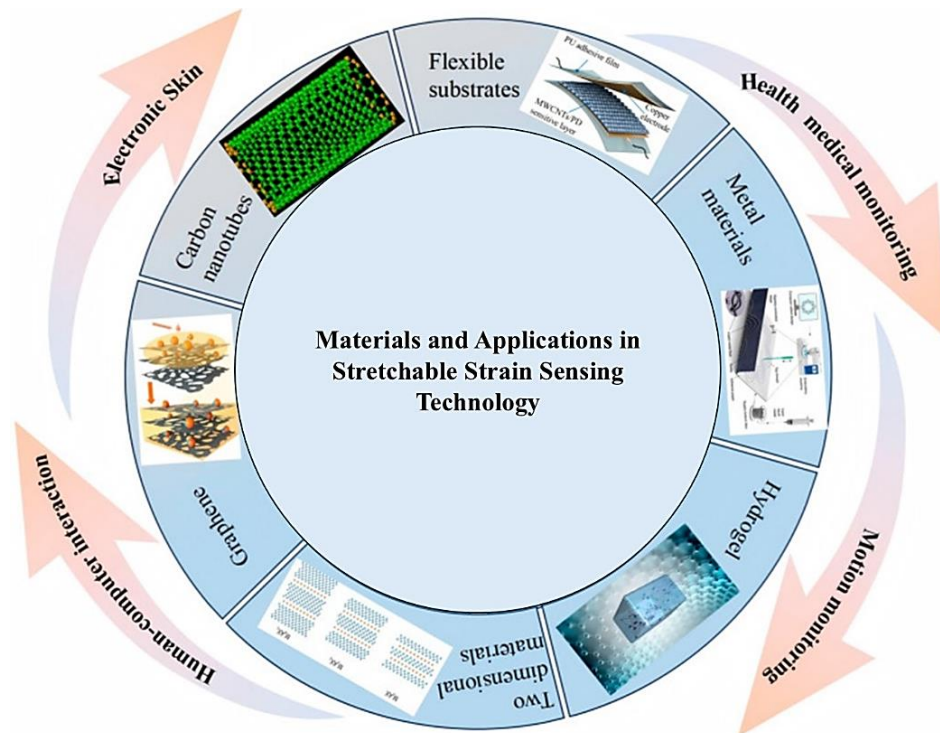 Materials and Applications in
Stretchable Strain Sensing
Technology
Flexible
substrates
PU adhesive film
Copper
electrode
MWCNTs/PD
sensitive layer
Metal
materials
Hydrogel
Two
dimensional
materials
Graphene
Carbon
nanotubes
Electronic Skin
Health medical monitoring
Motion monitoring
Human-computer interaction